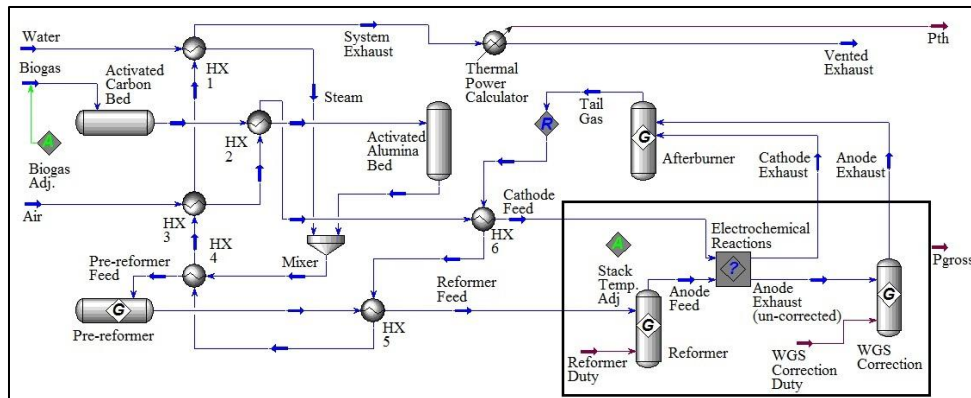 Water
System
Exhaust
Pth
Biogas
Activated
Carbon
Bed
HX
1
Thermal
Power
Calculator
Vented
Exhaust
Steam
Tail
Gas
R
A
Biogas
Adj.
HX
2
Activated
Alumina
Bed
G
Afterburner
Cathode
Exhaust
Anode
Exhaust
Air
HX
3
Cathode
Feed
HX
6
Electrochemical
Reactions
A
?
Pgross
Pre-reformer
Feed
HX
4
Mixer
Stack
Temp.
Adj
Reformer
Feed
Anode
Feed
Anode
Exhaust
(un-corrected)
G
G
Pre-reformer
HX
5
G
Reformer
Reformer
Duty
WGS
Correction
Duty
WGS
Correction